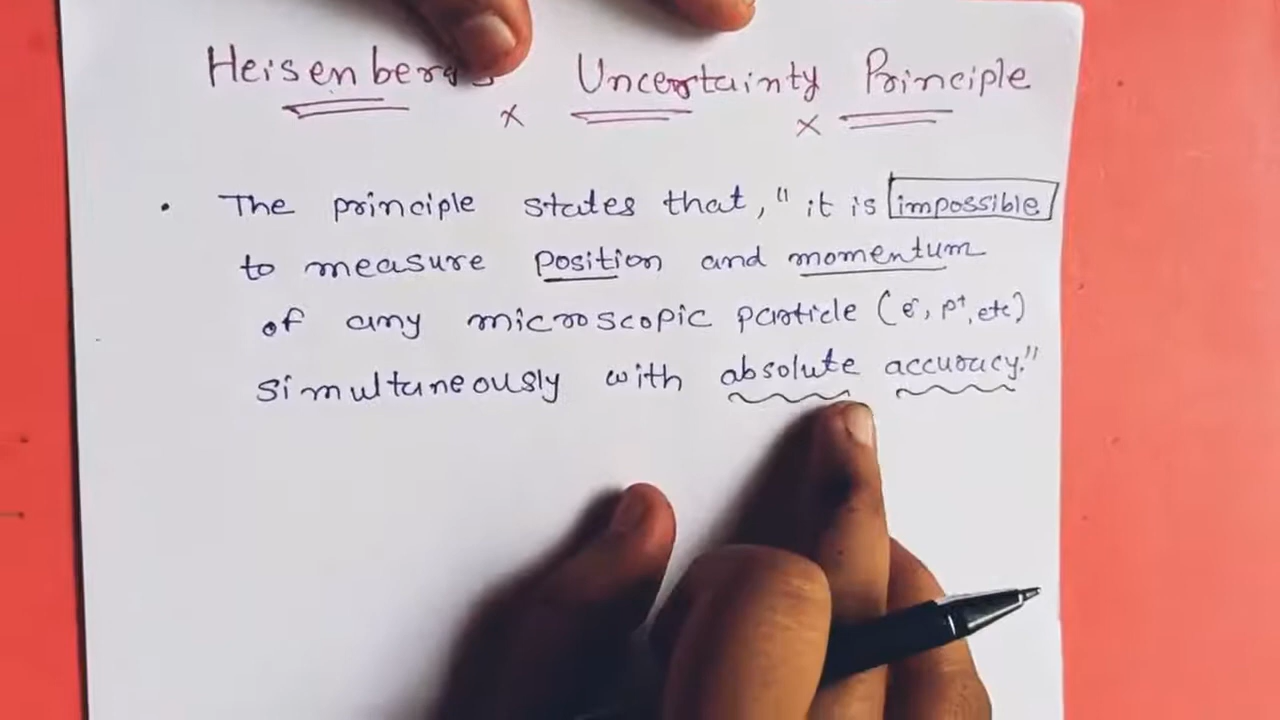 Heisenberg's Uncertainty Principle
x x
• The principle states that, " it is impossible
to measure position and momentum
of any microscopic particle (e⁻, p⁺, etc)
simultaneously with absolute accuracy."